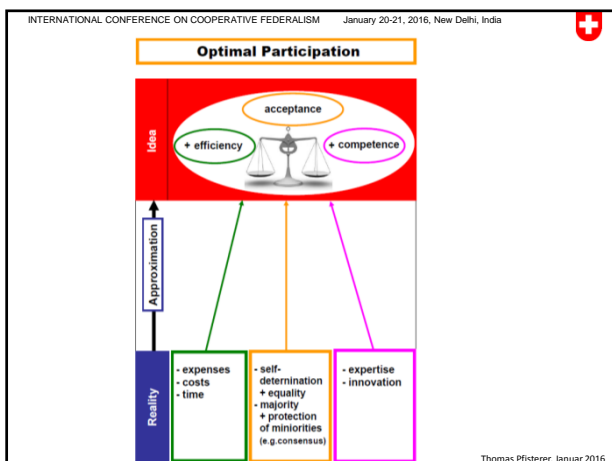 INTERNATIONAL CONFERENCE ON COOPERATIVE FEDERALISM January 20-21, 2016, New Delhi, India
Optimal Participation
Idea
acceptance
+ efficiency
+ competence
Approximation
Reality
- expenses
- costs
- time
- self-
deternination
+ equality
- majority
+ protection
of miniorities
(e.g.consensus)
- expertise
- innovation
Thomas Pfisterer, Januar 2016